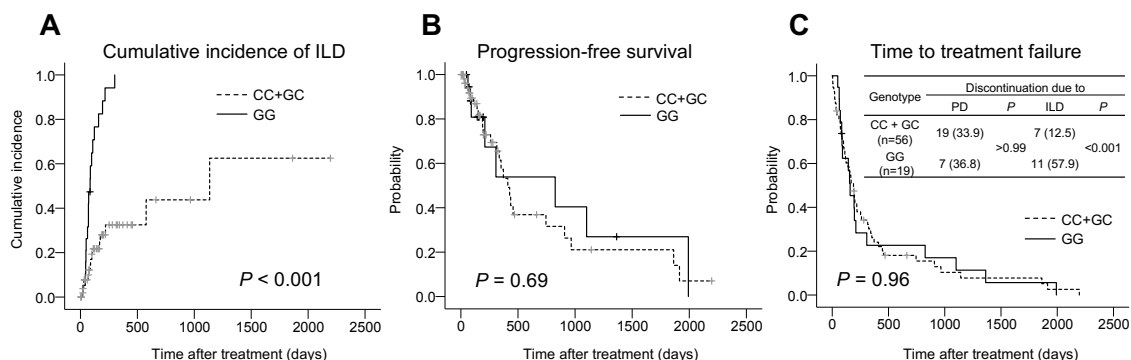 A
Cumulative incidence of ILD
Cumulative incidence
1.0
0.8
0.6
0.4
0.2
0.0
CC+GC
GG
P < 0.001
0 500 1000 1500 2000 2500
Time after treatment (days)
B
Progression-free survival
Probability
1.0
0.8
0.6
0.4
0.2
0.0
CC+GC
GG
P = 0.69
0 500 1000 1500 2000 2500
Time after treatment (days)
C
Time to treatment failure
Probability
1.0
0.8
0.6
0.4
0.2
0.0
Genotype Discontinuation due to
PD P ILD P
CC + GC (n=56) 19 (33.9) 7 (12.5)
>0.99 <0.001
GG (n=19) 7 (36.8) 11 (57.9)
CC+GC
GG
P = 0.96
0 500 1000 1500 2000 2500
Time after treatment (days)